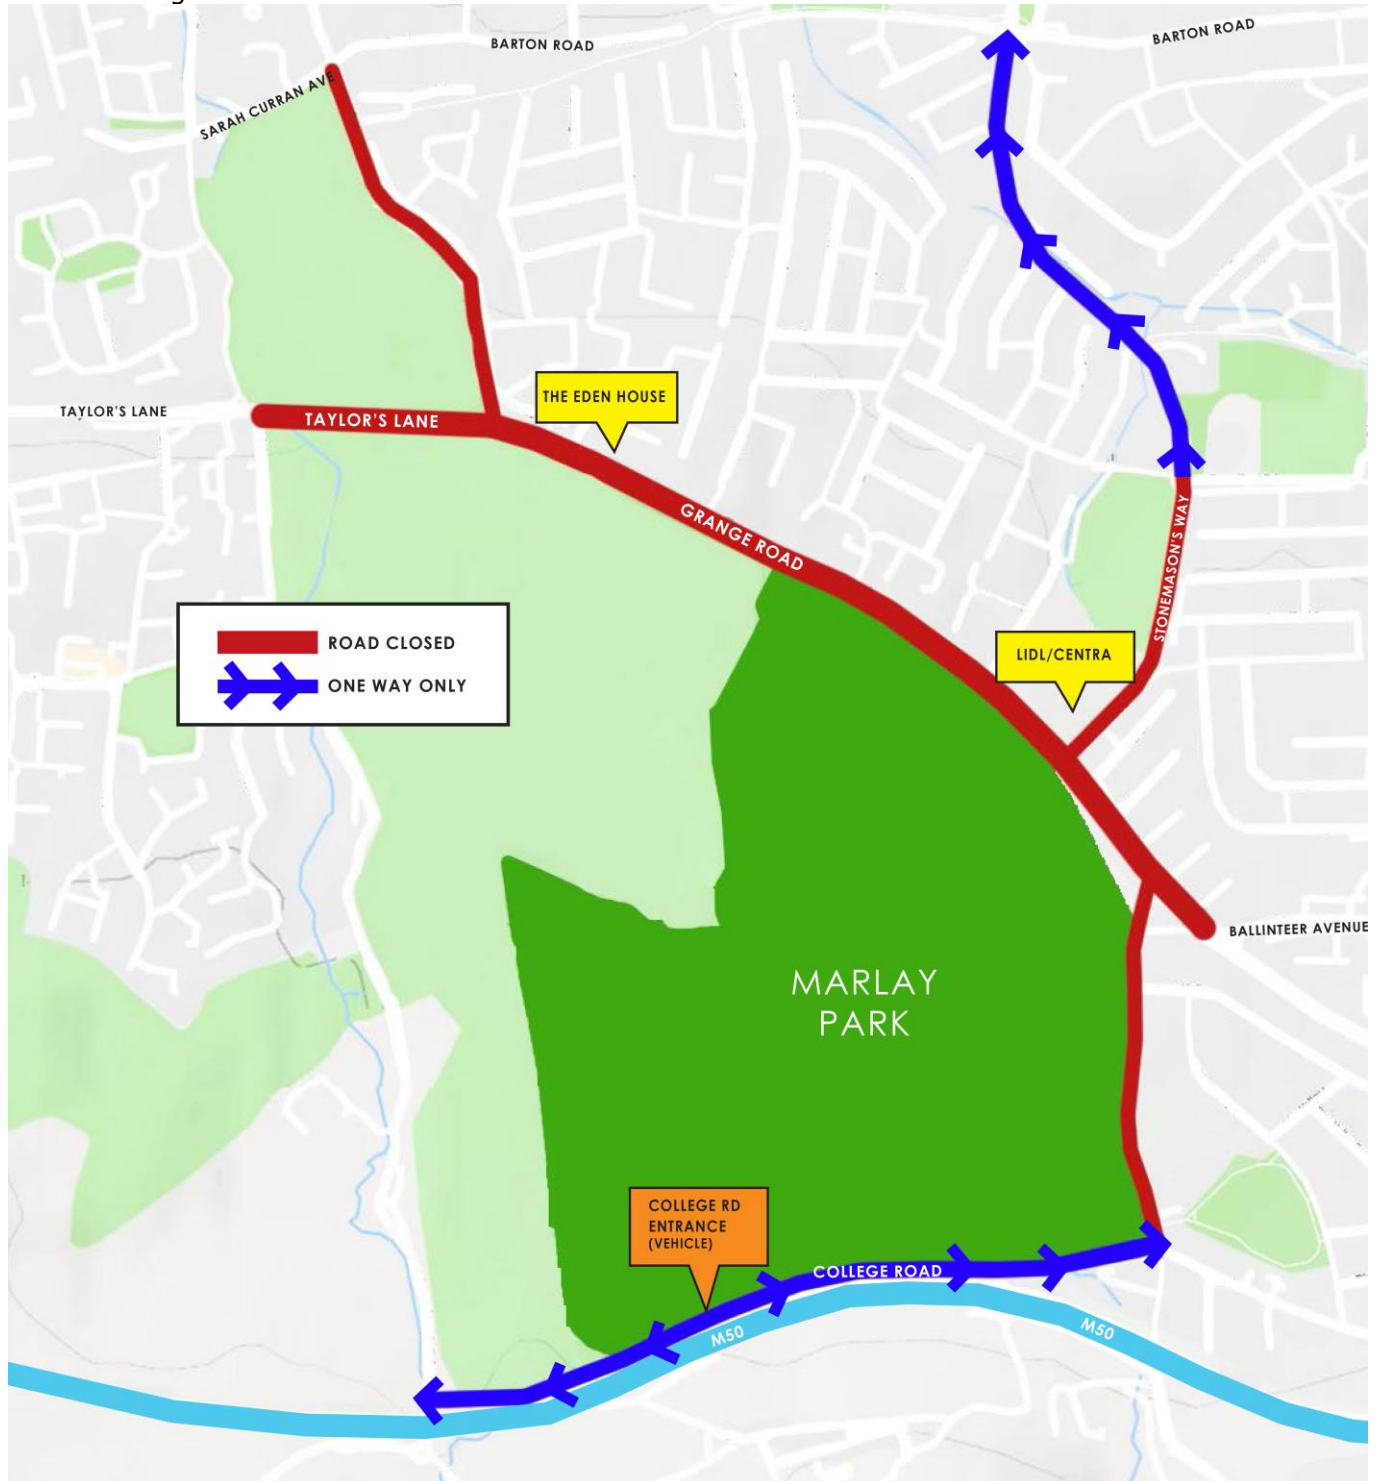 BARTON ROAD
BARTON ROAD
SARAH CURRAN AVE
THE EDEN HOUSE
TAYLOR'S LANE
TAYLOR'S LANE
GRANGE ROAD
STONEMASON'S WAY
ROAD CLOSED
ONE WAY ONLY
LIDL/CENTRA
BALLINTEER AVENUE
MARLAY
PARK
COLLEGE RD
ENTRANCE
(VEHICLE)
COLLEGE ROAD
M50
M50